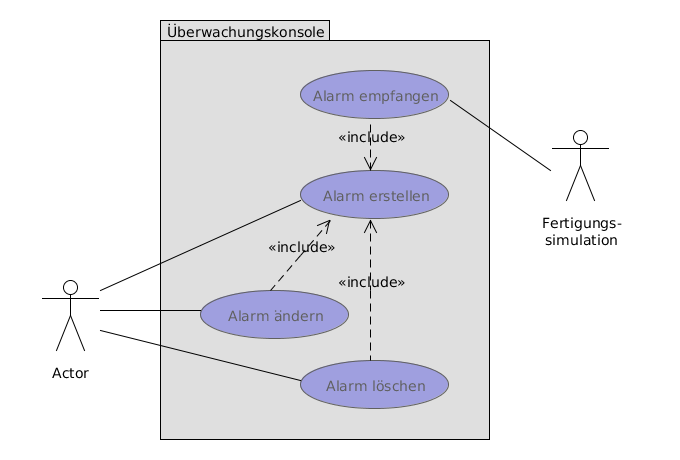 Überwachungskonsole
Alarm empfangen
«include»
Alarm erstellen
Fertigungs-
simulation
«include»
«include»
Alarm ändern
Actor
Alarm löschen